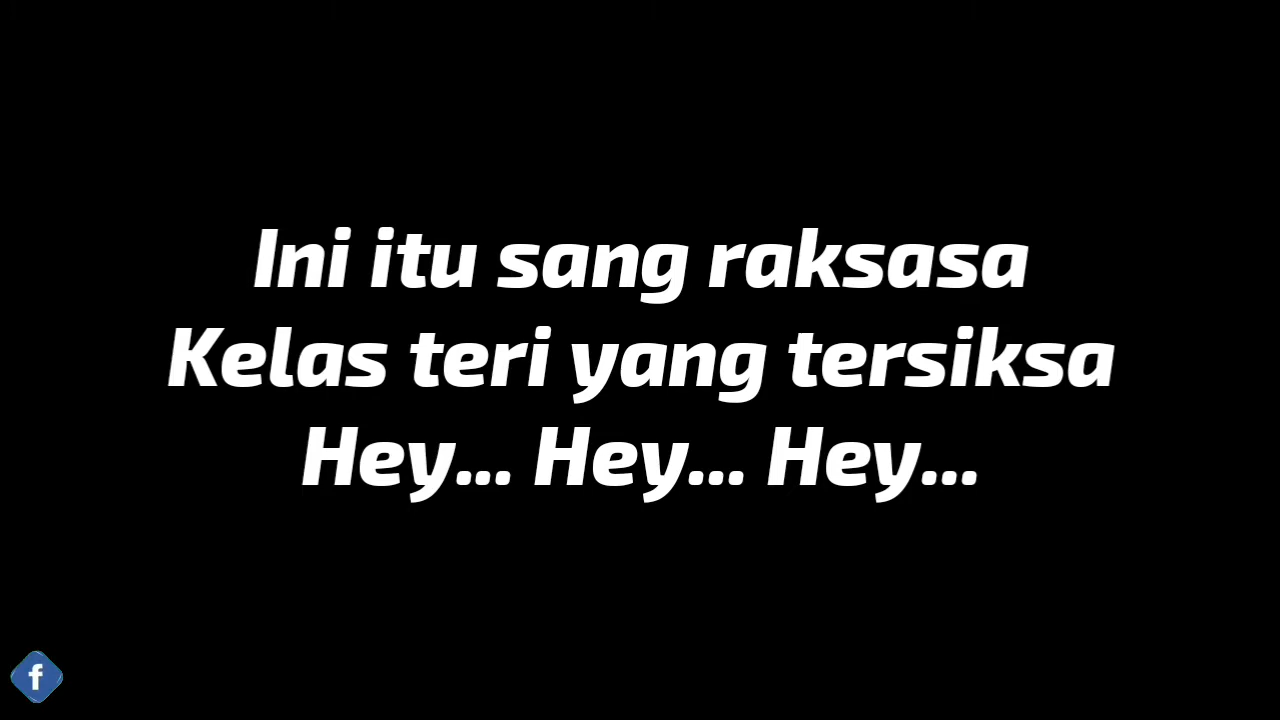 Ini itu sang raksasa
Kelas teri yang tersiksa
Hey... Hey... Hey...
f